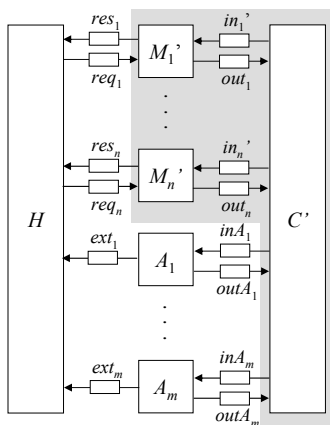 res₁ in₁’
M₁’
req₁ out₁
resₙ inₙ’
Mₙ’
reqₙ outₙ
H C’
ext₁ inA₁
A₁
outA₁
extₘ inAₘ
Aₘ
outAₘ